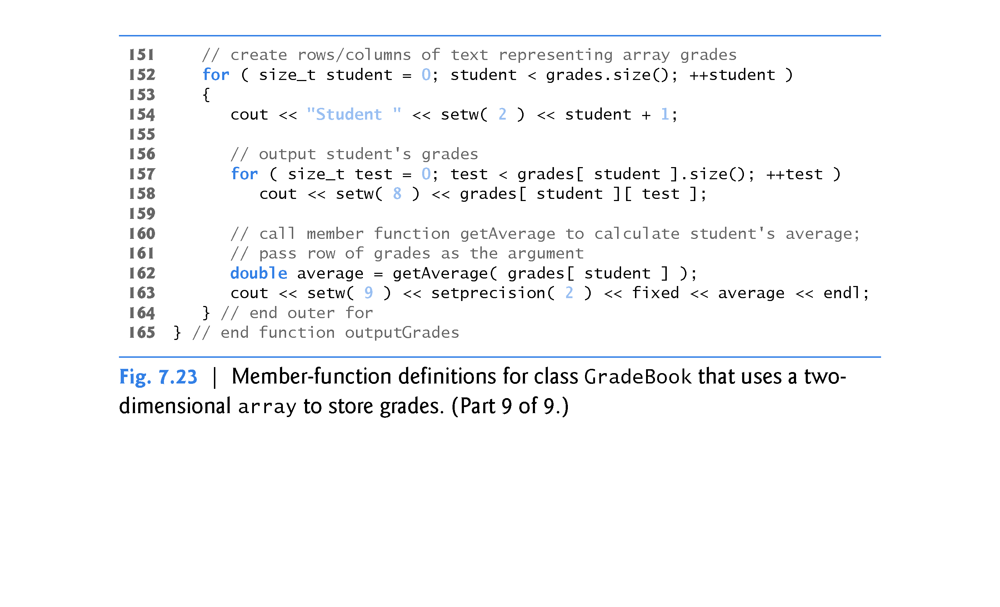 151 // create rows/columns of text representing array grades
152 for ( size_t student = 0; student < grades.size(); ++student )
153 {
154 cout << "Student " << setw( 2 ) << student + 1;
155
156 // output student's grades
157 for ( size_t test = 0; test < grades[ student ].size(); ++test )
158 cout << setw( 8 ) << grades[ student ][ test ];
159
160 // call member function getAverage to calculate student's average;
161 // pass row of grades as the argument
162 double average = getAverage( grades[ student ] );
163 cout << setw( 9 ) << setprecision( 2 ) << fixed << average << endl;
164 } // end outer for
165 } // end function outputGrades
Fig. 7.23 | Member-function definitions for class GradeBook that uses a two-
dimensional array to store grades. (Part 9 of 9.)